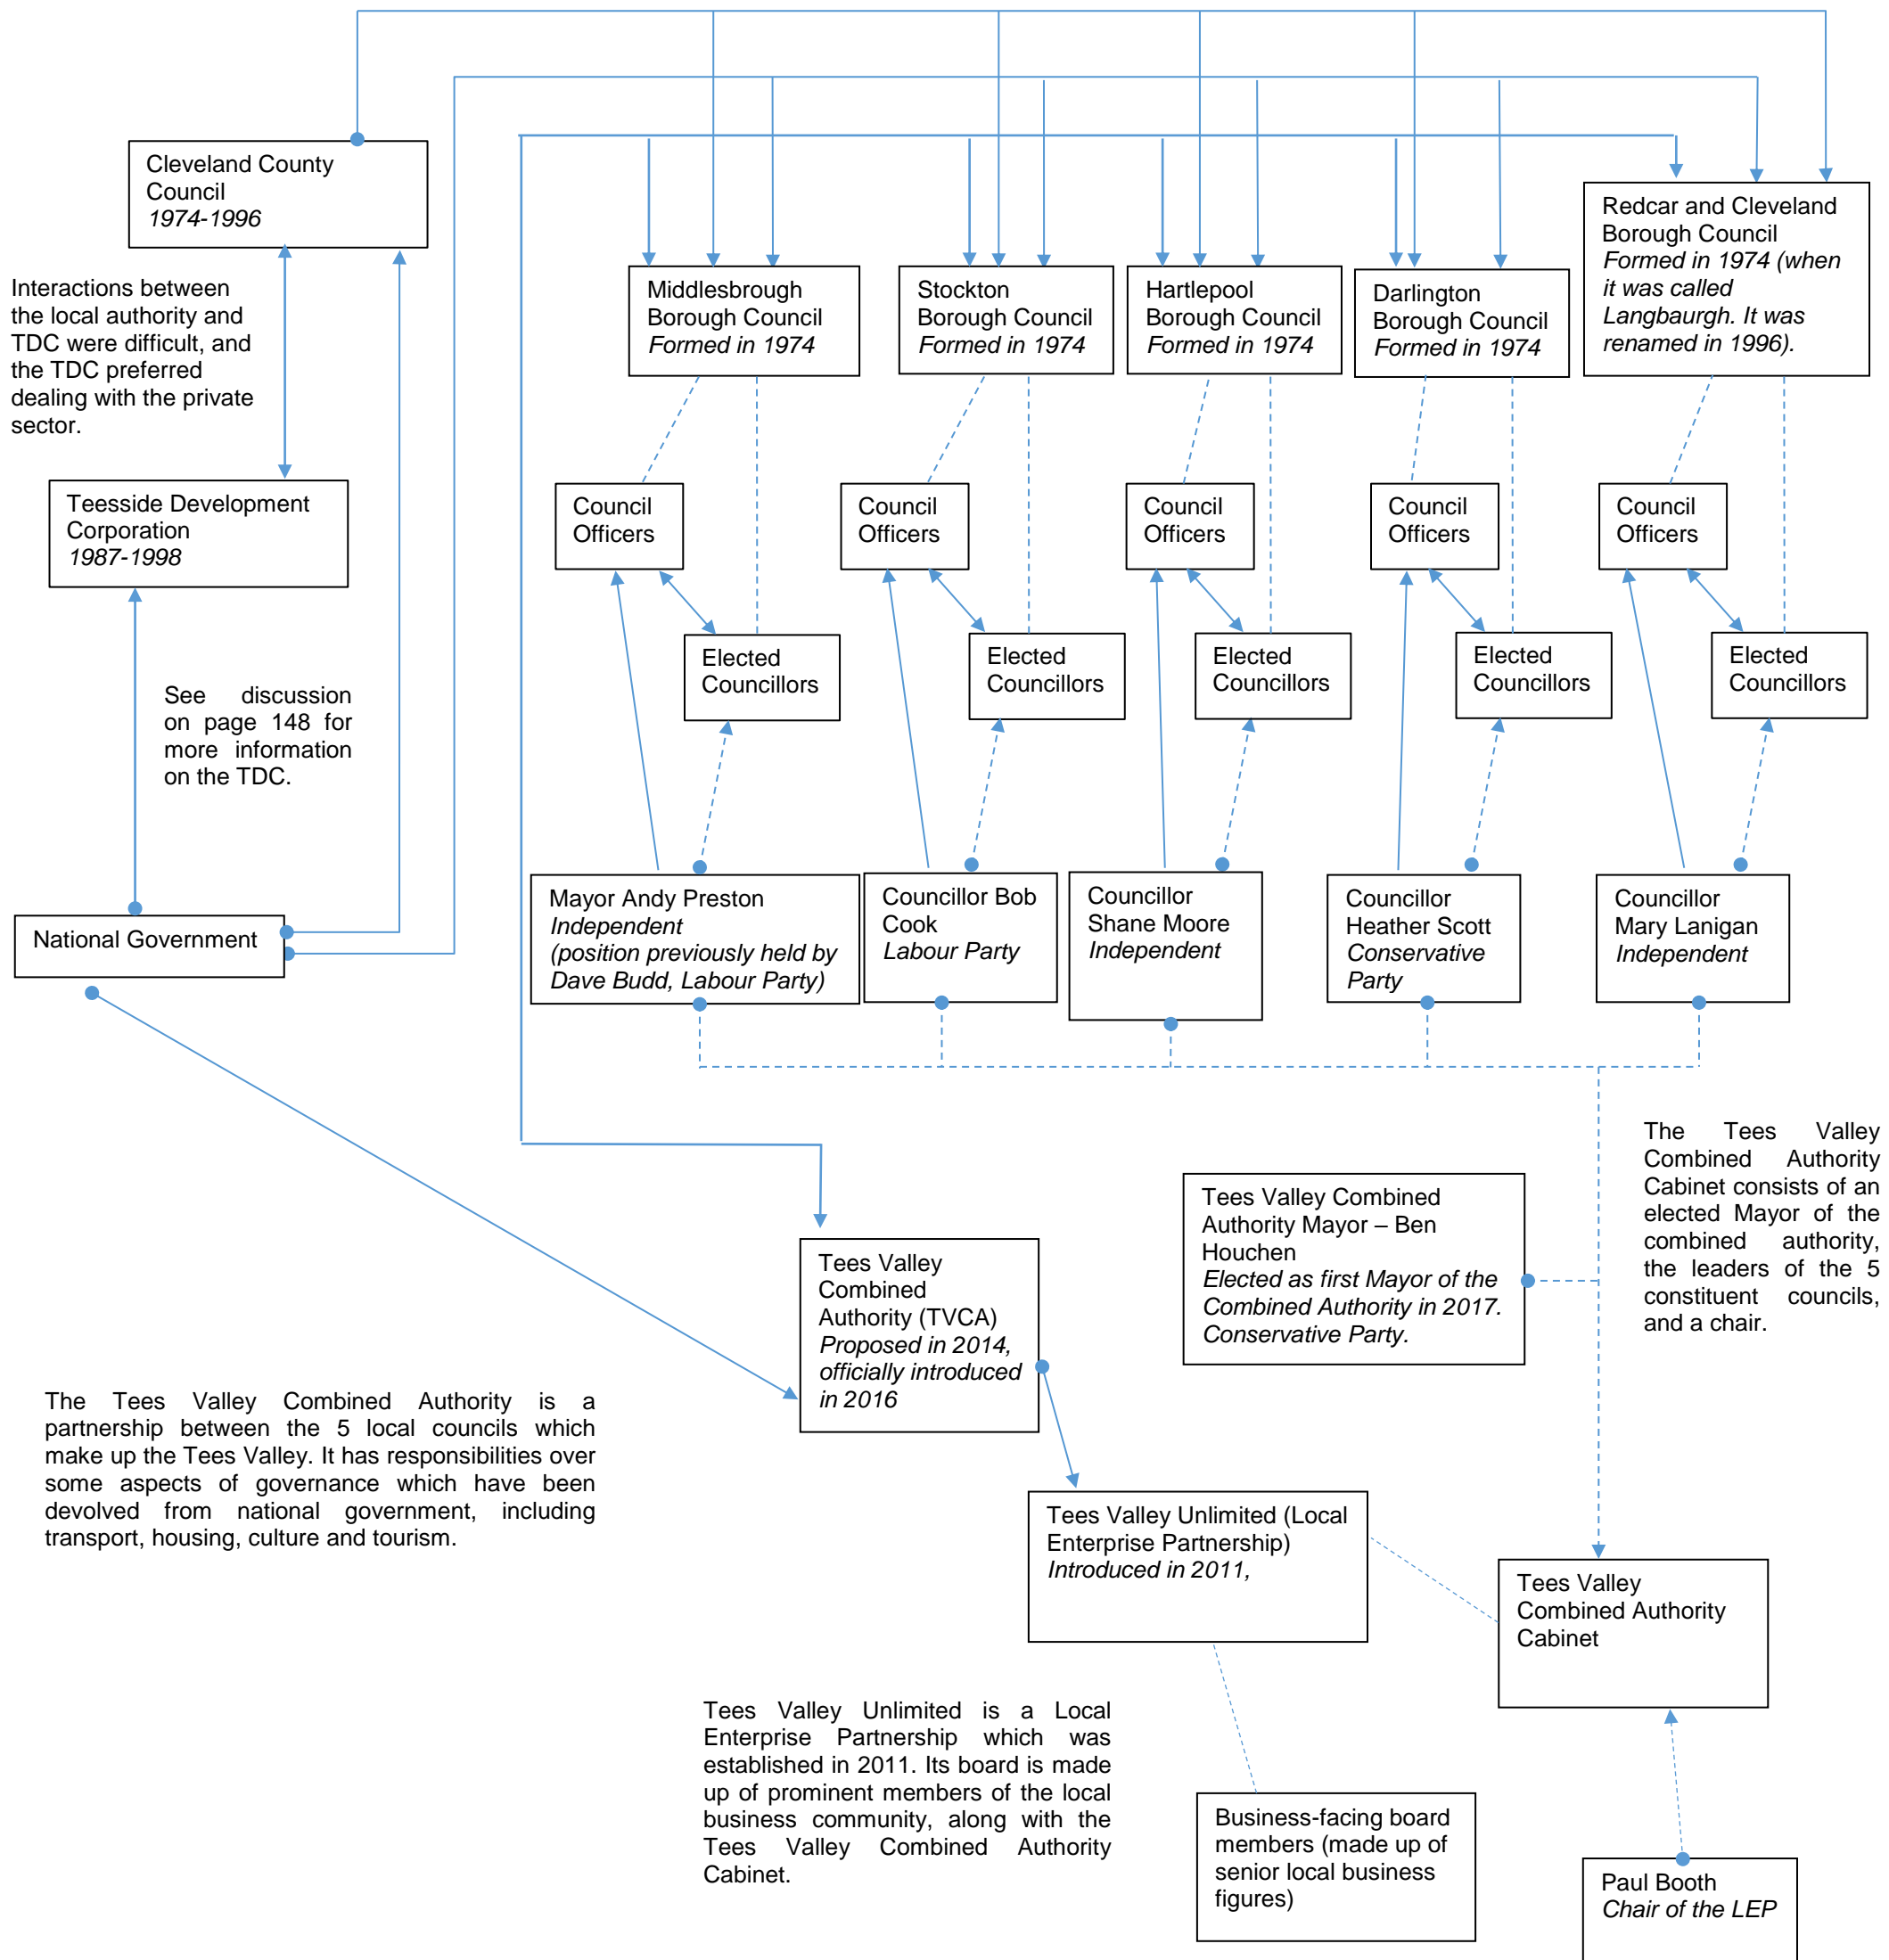 Cleveland County
Council
1974-1996
Interactions between
the local authority and
TDC were difficult, and
the TDC preferred
dealing with the private
sector.
Teesside Development
Corporation
1987-1998
See discussion
on page 148 for
more information
on the TDC.
National Government
Middlesbrough
Borough Council
Formed in 1974
Stockton
Borough Council
Formed in 1974
Hartlepool
Borough Council
Formed in 1974
Darlington
Borough Council
Formed in 1974
Redcar and Cleveland
Borough Council
Formed in 1974 (when
it was called
Langbaurgh. It was
renamed in 1996).
Council
Officers
Council
Officers
Council
Officers
Council
Officers
Council
Officers
Elected
Councillors
Elected
Councillors
Elected
Councillors
Elected
Councillors
Elected
Councillors
Mayor Andy Preston
Independent
(position previously held by
Dave Budd, Labour Party)
Councillor Bob
Cook
Labour Party
Councillor
Shane Moore
Independent
Councillor
Heather Scott
Conservative
Party
Councillor
Mary Lanigan
Independent
The Tees Valley
Combined Authority
Cabinet consists of an
elected Mayor of the
combined authority,
the leaders of the 5
constituent councils,
and a chair.
Tees Valley Combined
Authority Mayor – Ben
Houchen
Elected as first Mayor of the
Combined Authority in 2017.
Conservative Party.
Tees Valley
Combined
Authority (TVCA)
Proposed in 2014,
officially introduced
in 2016
The Tees Valley Combined Authority is a
partnership between the 5 local councils which
make up the Tees Valley. It has responsibilities over
some aspects of governance which have been
devolved from national government, including
transport, housing, culture and tourism.
Tees Valley Unlimited (Local
Enterprise Partnership)
Introduced in 2011,
Tees Valley
Combined Authority
Cabinet
Tees Valley Unlimited is a Local
Enterprise Partnership which was
established in 2011. Its board is made
up of prominent members of the local
business community, along with the
Tees Valley Combined Authority
Cabinet.
Business-facing board
members (made up of
senior local business
figures)
Paul Booth
Chair of the LEP